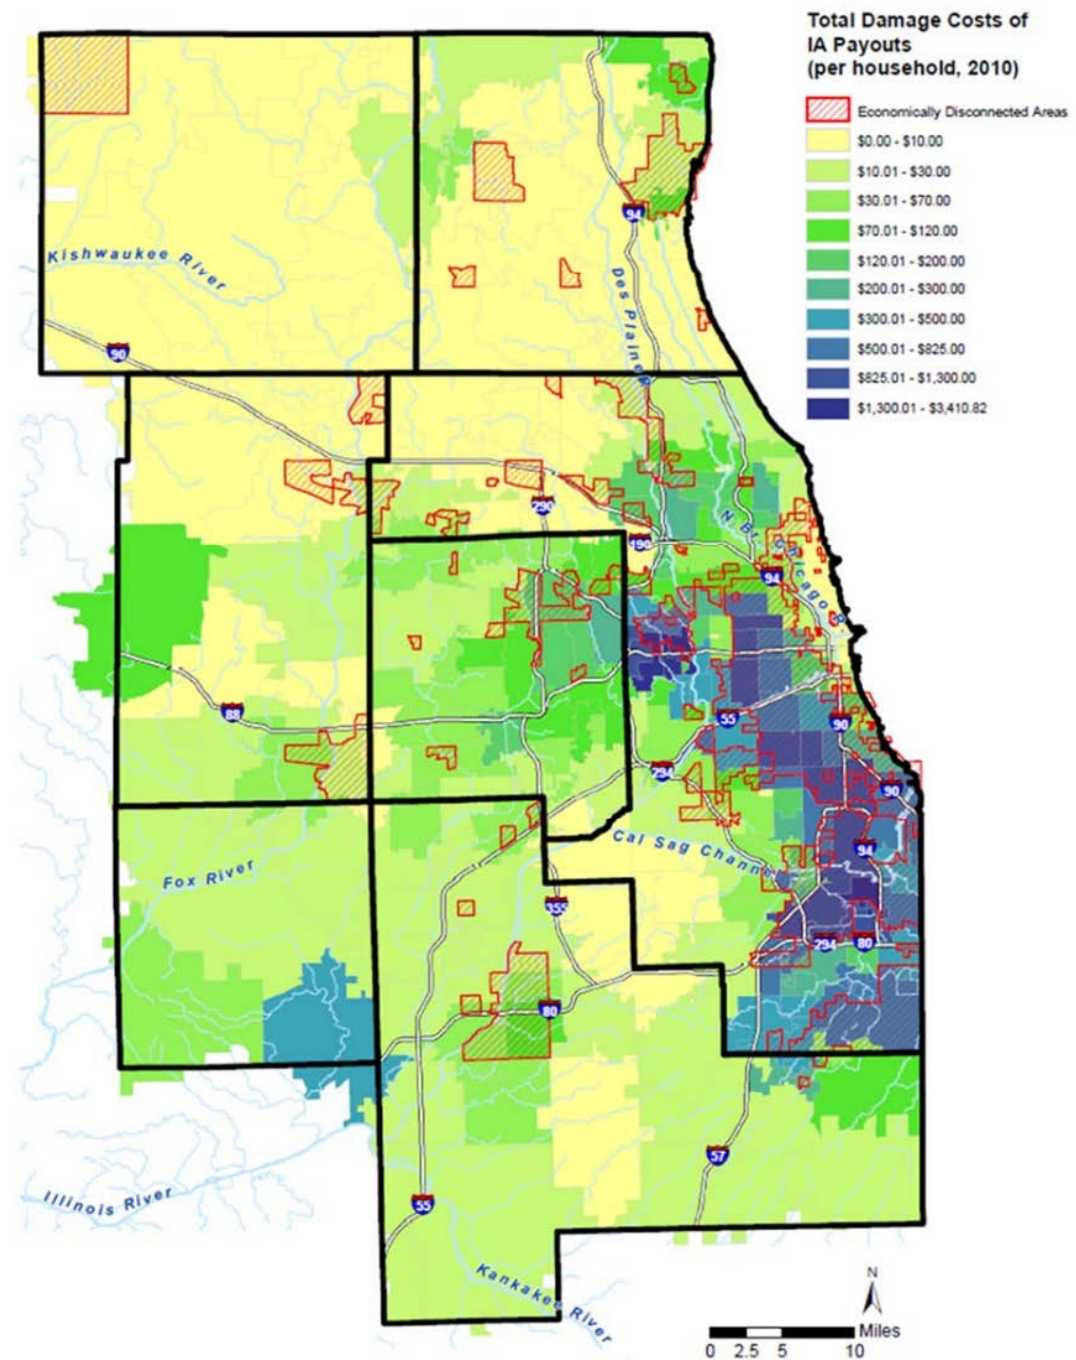 Total Damage Costs of
IA Payouts
(per household, 2010)
Economically Disconnected Areas
$0.00 - $10.00
$10.01 - $30.00
$30.01 - $70.00
$70.01 - $120.00
$120.01 - $200.00
$200.01 - $300.00
$300.01 - $500.00
$500.01 - $825.00
$825.01 - $1,300.00
$1,300.01 - $3,410.82
94
Kishwaukee River
Des Plaines
90
290
N. Br. Chicago R.
190
94
88
55
90
294
90
Cal Sag Channel
94
Fox River
355
294
80
80
57
Illinois River
55
Kankakee River
N
Miles
0 2.5 5 10